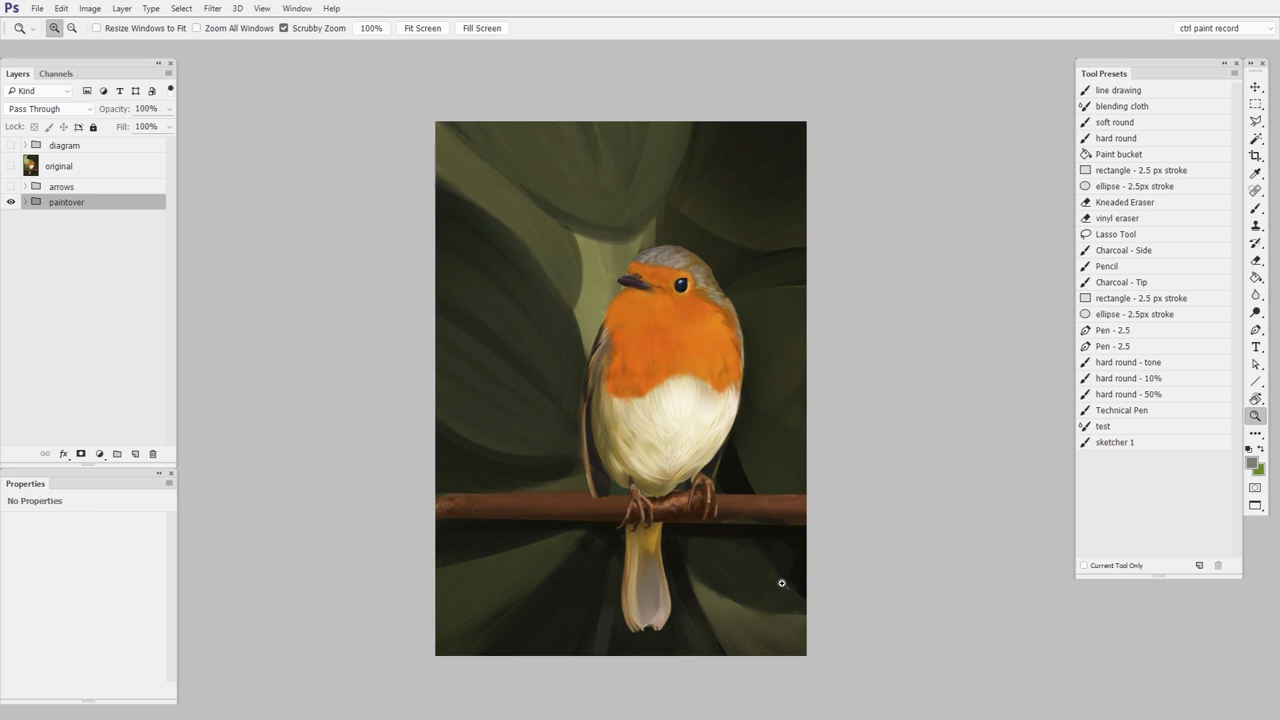 Ps File Edit Image Layer Type Select Filter 3D View Window Help
Resize Windows to Fit Zoom All Windows Scrubby Zoom 100% Fit Screen Fill Screen ctrl paint record
Layers Channels
Kind
Pass Through Opacity: 100%
Lock: Fill: 100%
diagram
original
arrows
paintover
fx
Properties
No Properties
Tool Presets
line drawing
blending cloth
soft round
hard round
Paint bucket
rectangle - 2.5 px stroke
ellipse - 2.5px stroke
Kneaded Eraser
vinyl eraser
Lasso Tool
Charcoal - Side
Pencil
Charcoal - Tip
rectangle - 2.5 px stroke
ellipse - 2.5px stroke
Pen - 2.5
Pen - 2.5
hard round - tone
hard round - 10%
hard round - 50%
Technical Pen
test
sketcher 1
Current Tool Only